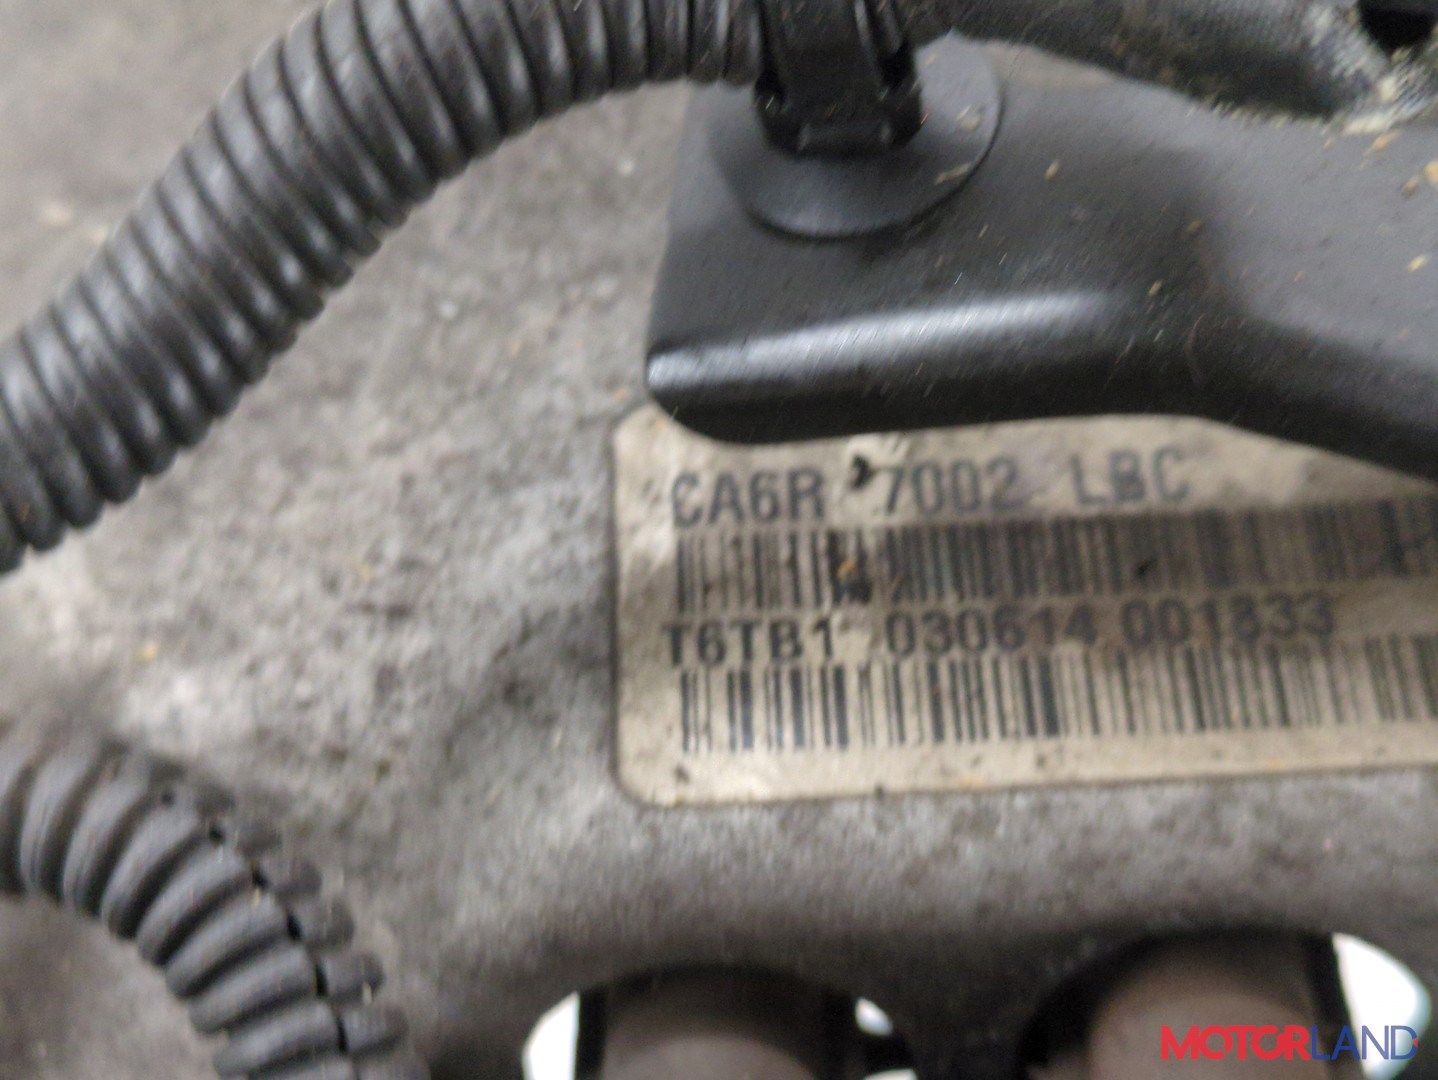 CA6R 7002 LBC
T6TB1 030614 001833
MOTORLAND